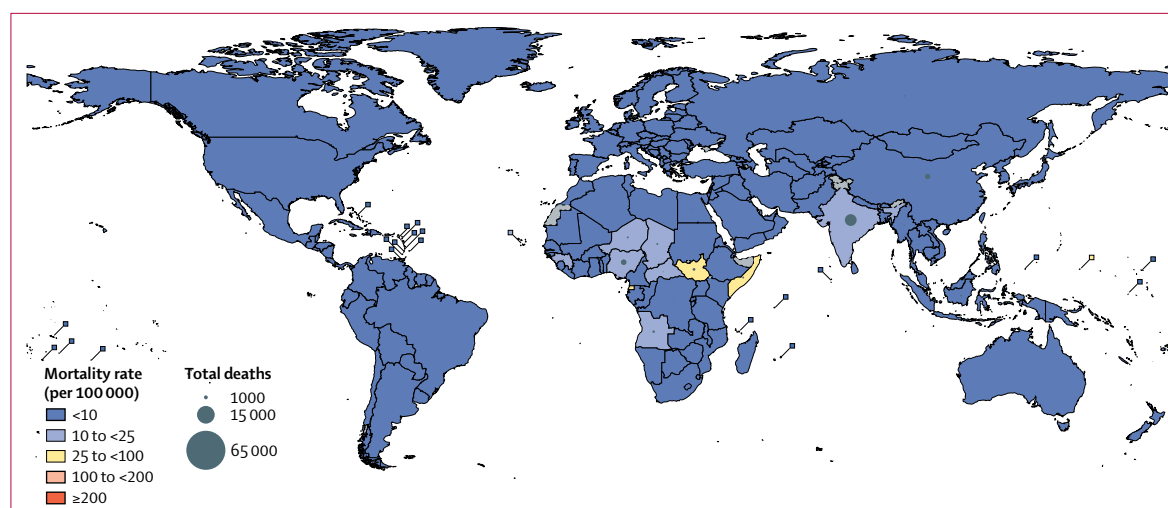 Mortality rate
(per 100 000)
<10
10 to <25
25 to <100
100 to <200
≥200
Total deaths
1000
15 000
65 000